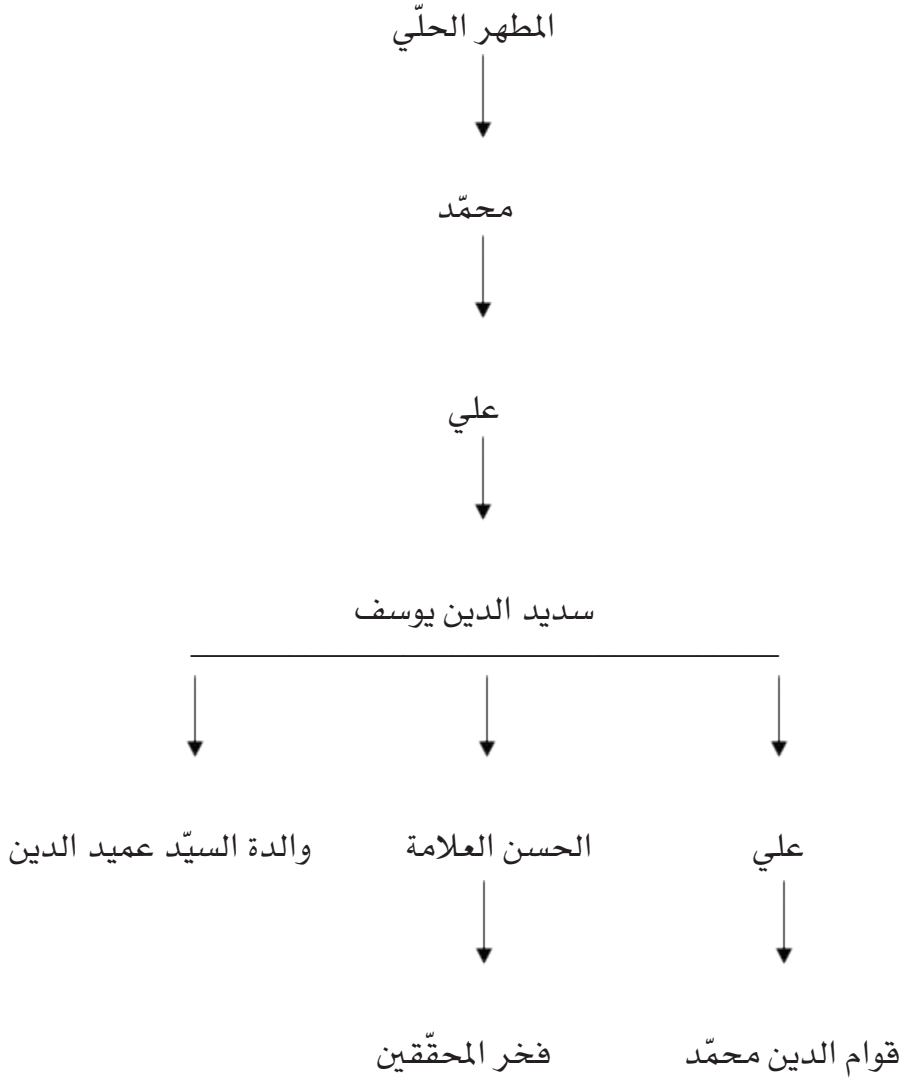 المطهر الحلّي
محمّد
علي
سديد الدين يوسف
علي الحسن العلامة والدة السيّد عميد الدين
قوام الدين محمّد فخر المحقّقين